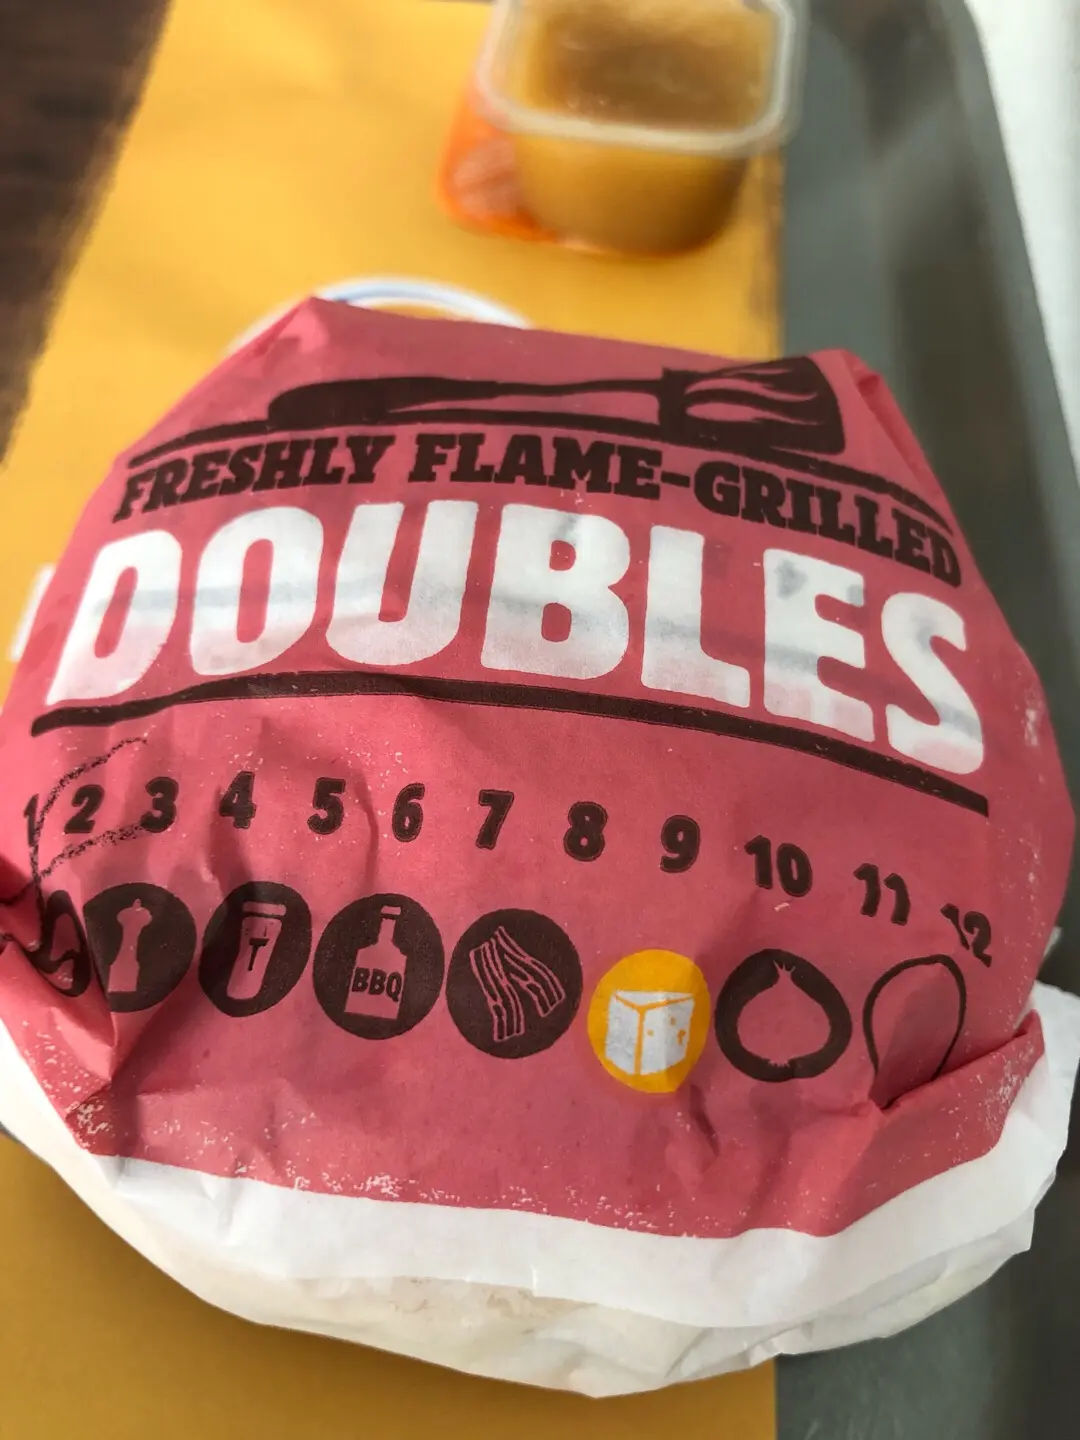 FRESHLY FLAME-GRILLED
DOUBLES
1 2 3 4 5 6 7 8 9 10 11 12
T
BBQ